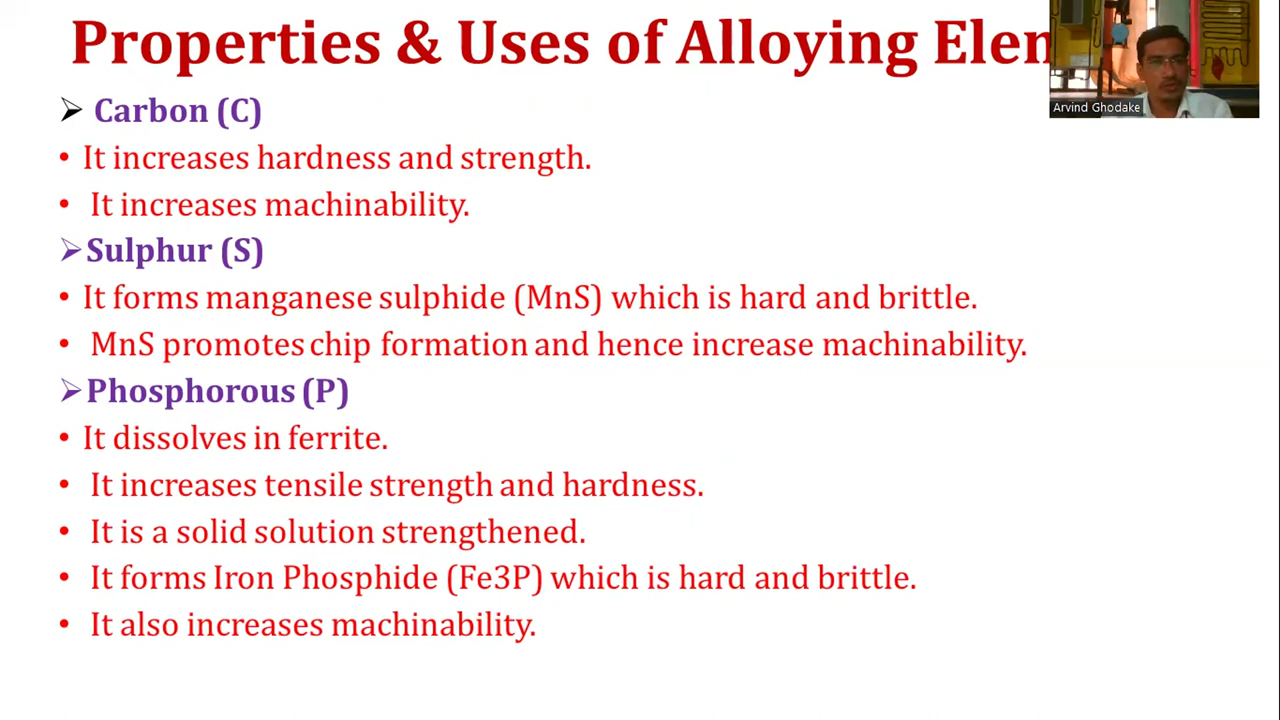 Properties & Uses of Alloying Elen
Arvind Ghodake
➢ Carbon (C)
• It increases hardness and strength.
• It increases machinability.
➢ Sulphur (S)
• It forms manganese sulphide (MnS) which is hard and brittle.
• MnS promotes chip formation and hence increase machinability.
➢ Phosphorous (P)
• It dissolves in ferrite.
• It increases tensile strength and hardness.
• It is a solid solution strengthened.
• It forms Iron Phosphide (Fe3P) which is hard and brittle.
• It also increases machinability.